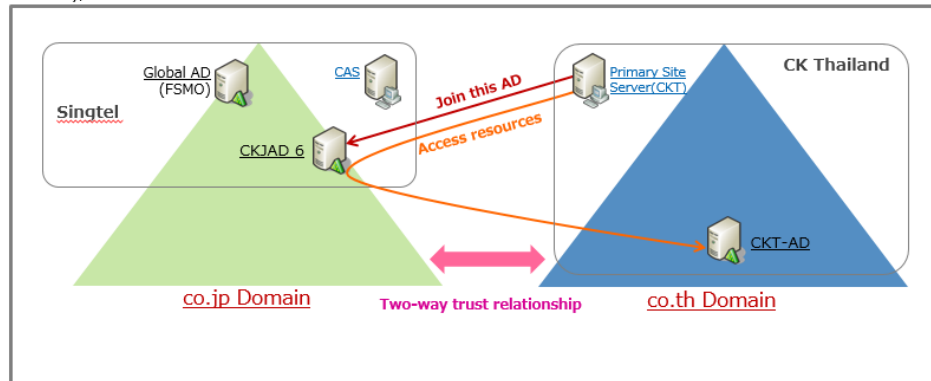 Global AD
(FSMO)
CAS
Singtel
CKJAD 6
Join this AD
Access resources
Primary Site
Server(CKT)
CK Thailand
CKT-AD
co.jp Domain
Two-way trust relationship
co.th Domain